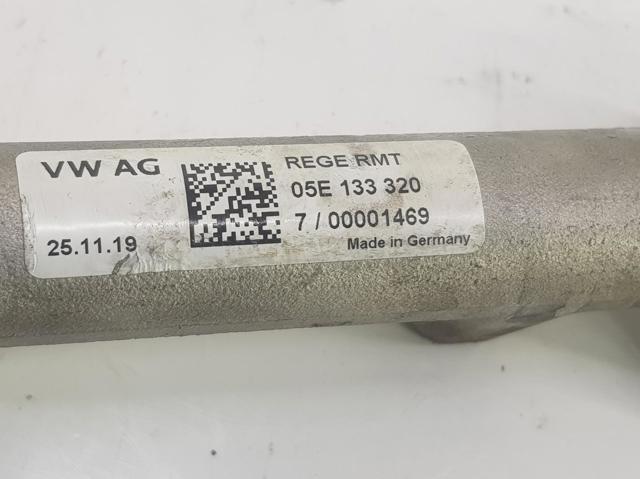 VW AG
25.11.19
REGE RMT
05E 133 320
7 / 00001469
Made in Germany